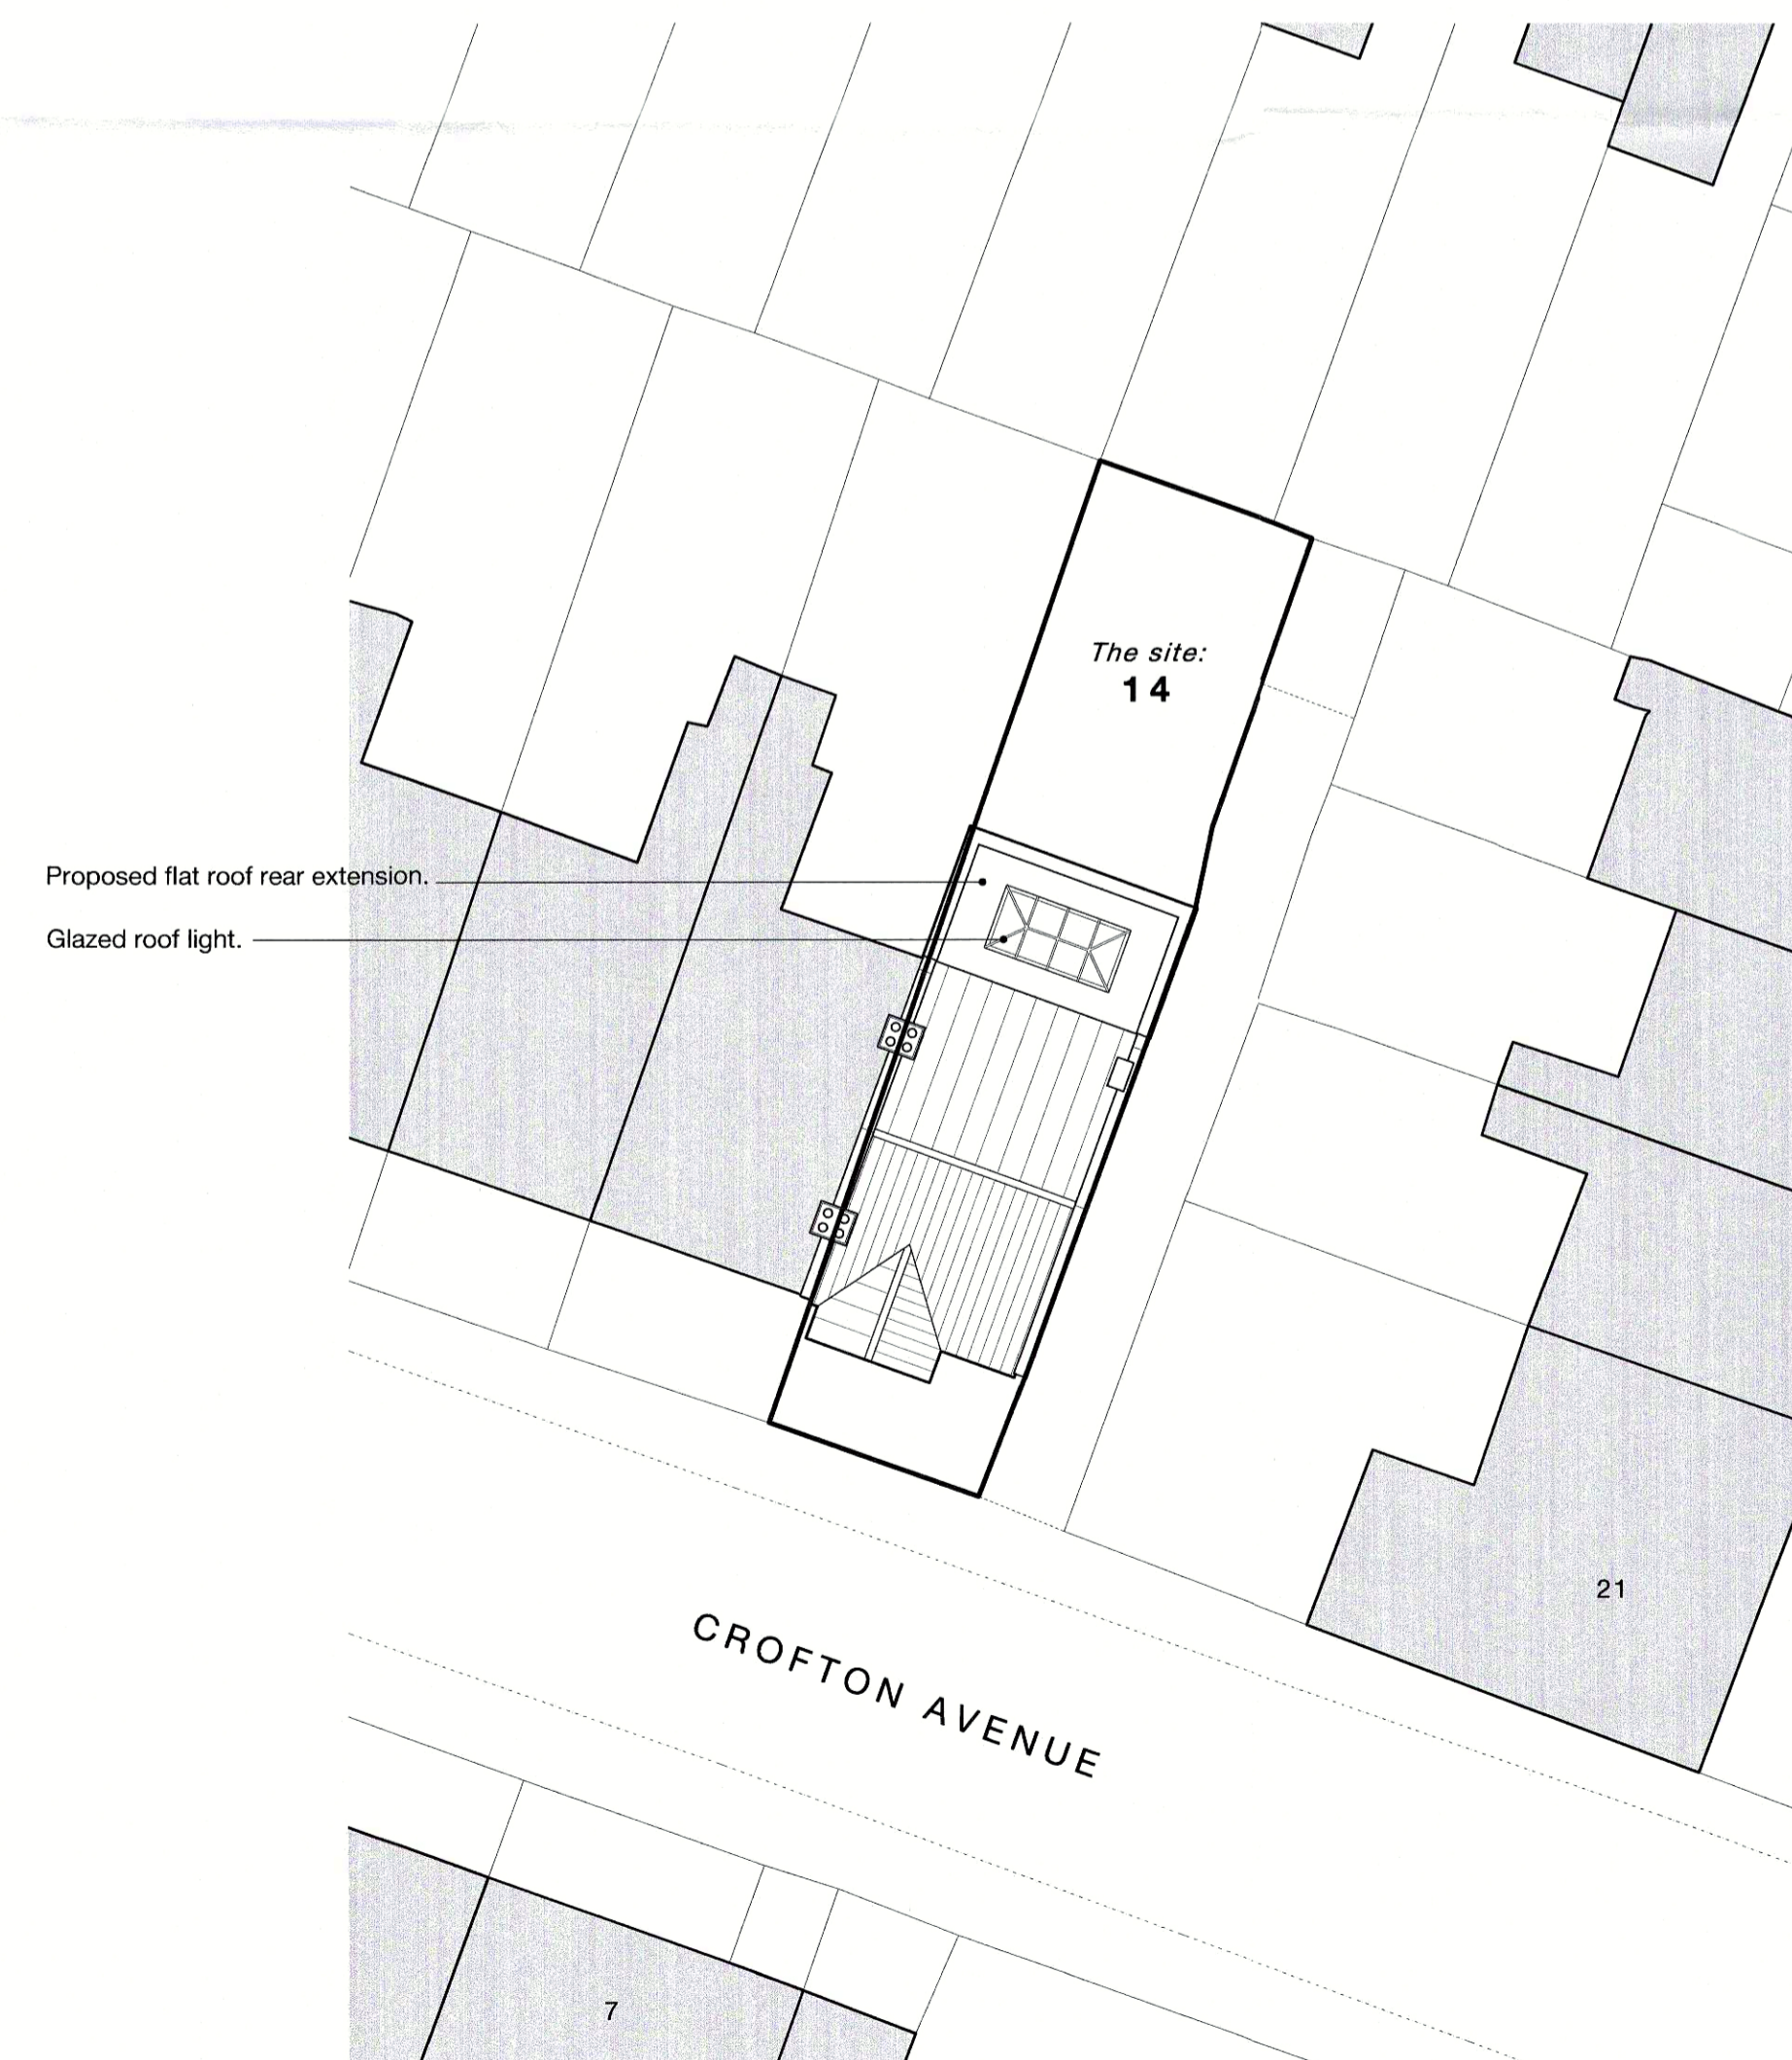 The site:
14
Proposed flat roof rear extension.
Glazed roof light.
21
CROFTON AVENUE
7